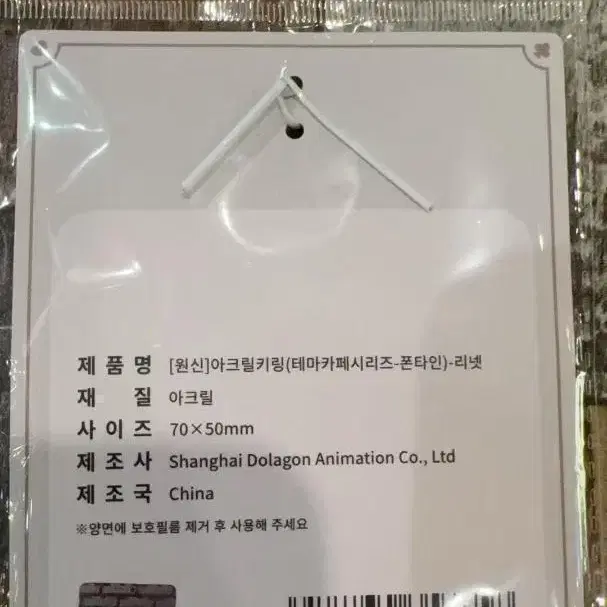 제품명 [원신]아크릴키링(테마카페시리즈-폰타인)-리넷
재질 아크릴
사이즈 70×50mm
제조사 Shanghai Dolagon Animation Co., Ltd
제조국 China
※양면에 보호필름 제거 후 사용해 주세요